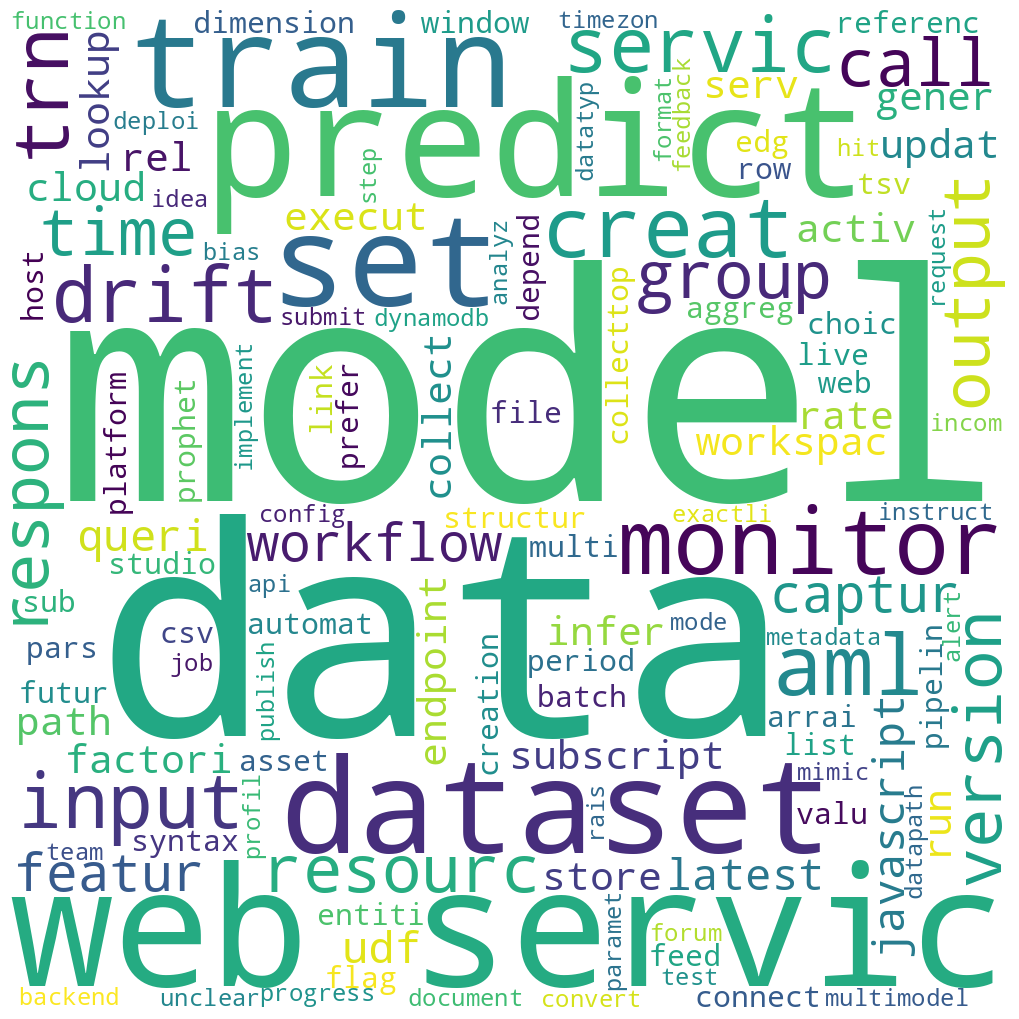 function
dimension
window
timezon
referenc
trn
lookup
train
servic
call
deploi
predict
datatyp
format
feedback
serv
gener
rel
step
edg
row
hit
updat
cloud
idea
execut
tsv
time
bias
set
analyz
depend
creat
activ
output
request
host
drift
submit
dynamodb
group
aggreg
choic
model
respons
platform
prophet
implement
link
prefer
collect
file
collecttop
live
web
rate
workspac
incom
queri
config
workflow
structur
multi
exactli
monitor
instruct
studio
sub
api
data
captur
alert
pars
csv
job
automat
publish
endpoint
creation
infer
mode
period
batch
metadata
aml
pipelin
version
futur
path
factori
asset
subscript
arrai
list
mimic
javascript
input
syntax
profil
dataset
rais
valu
datapath
run
team
featur
resourc
store
latest
web servic
entiti
udf
flag
paramet
forum
feed
test
backend
unclear
progress
document
convert
connect
multimodel